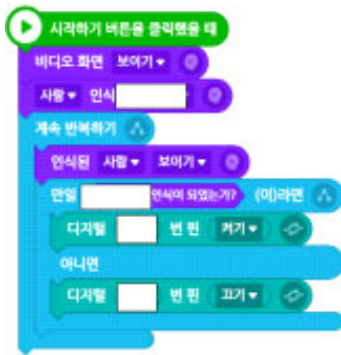 시작하기 버튼을 클릭했을 때
비디오 화면 보이기
사람 인식
계속 반복하기
인식된 사람 보이기
만일 인식이 되었는가? (이)라면
디지털 번 핀 켜기
아니면
디지털 번 핀 끄기